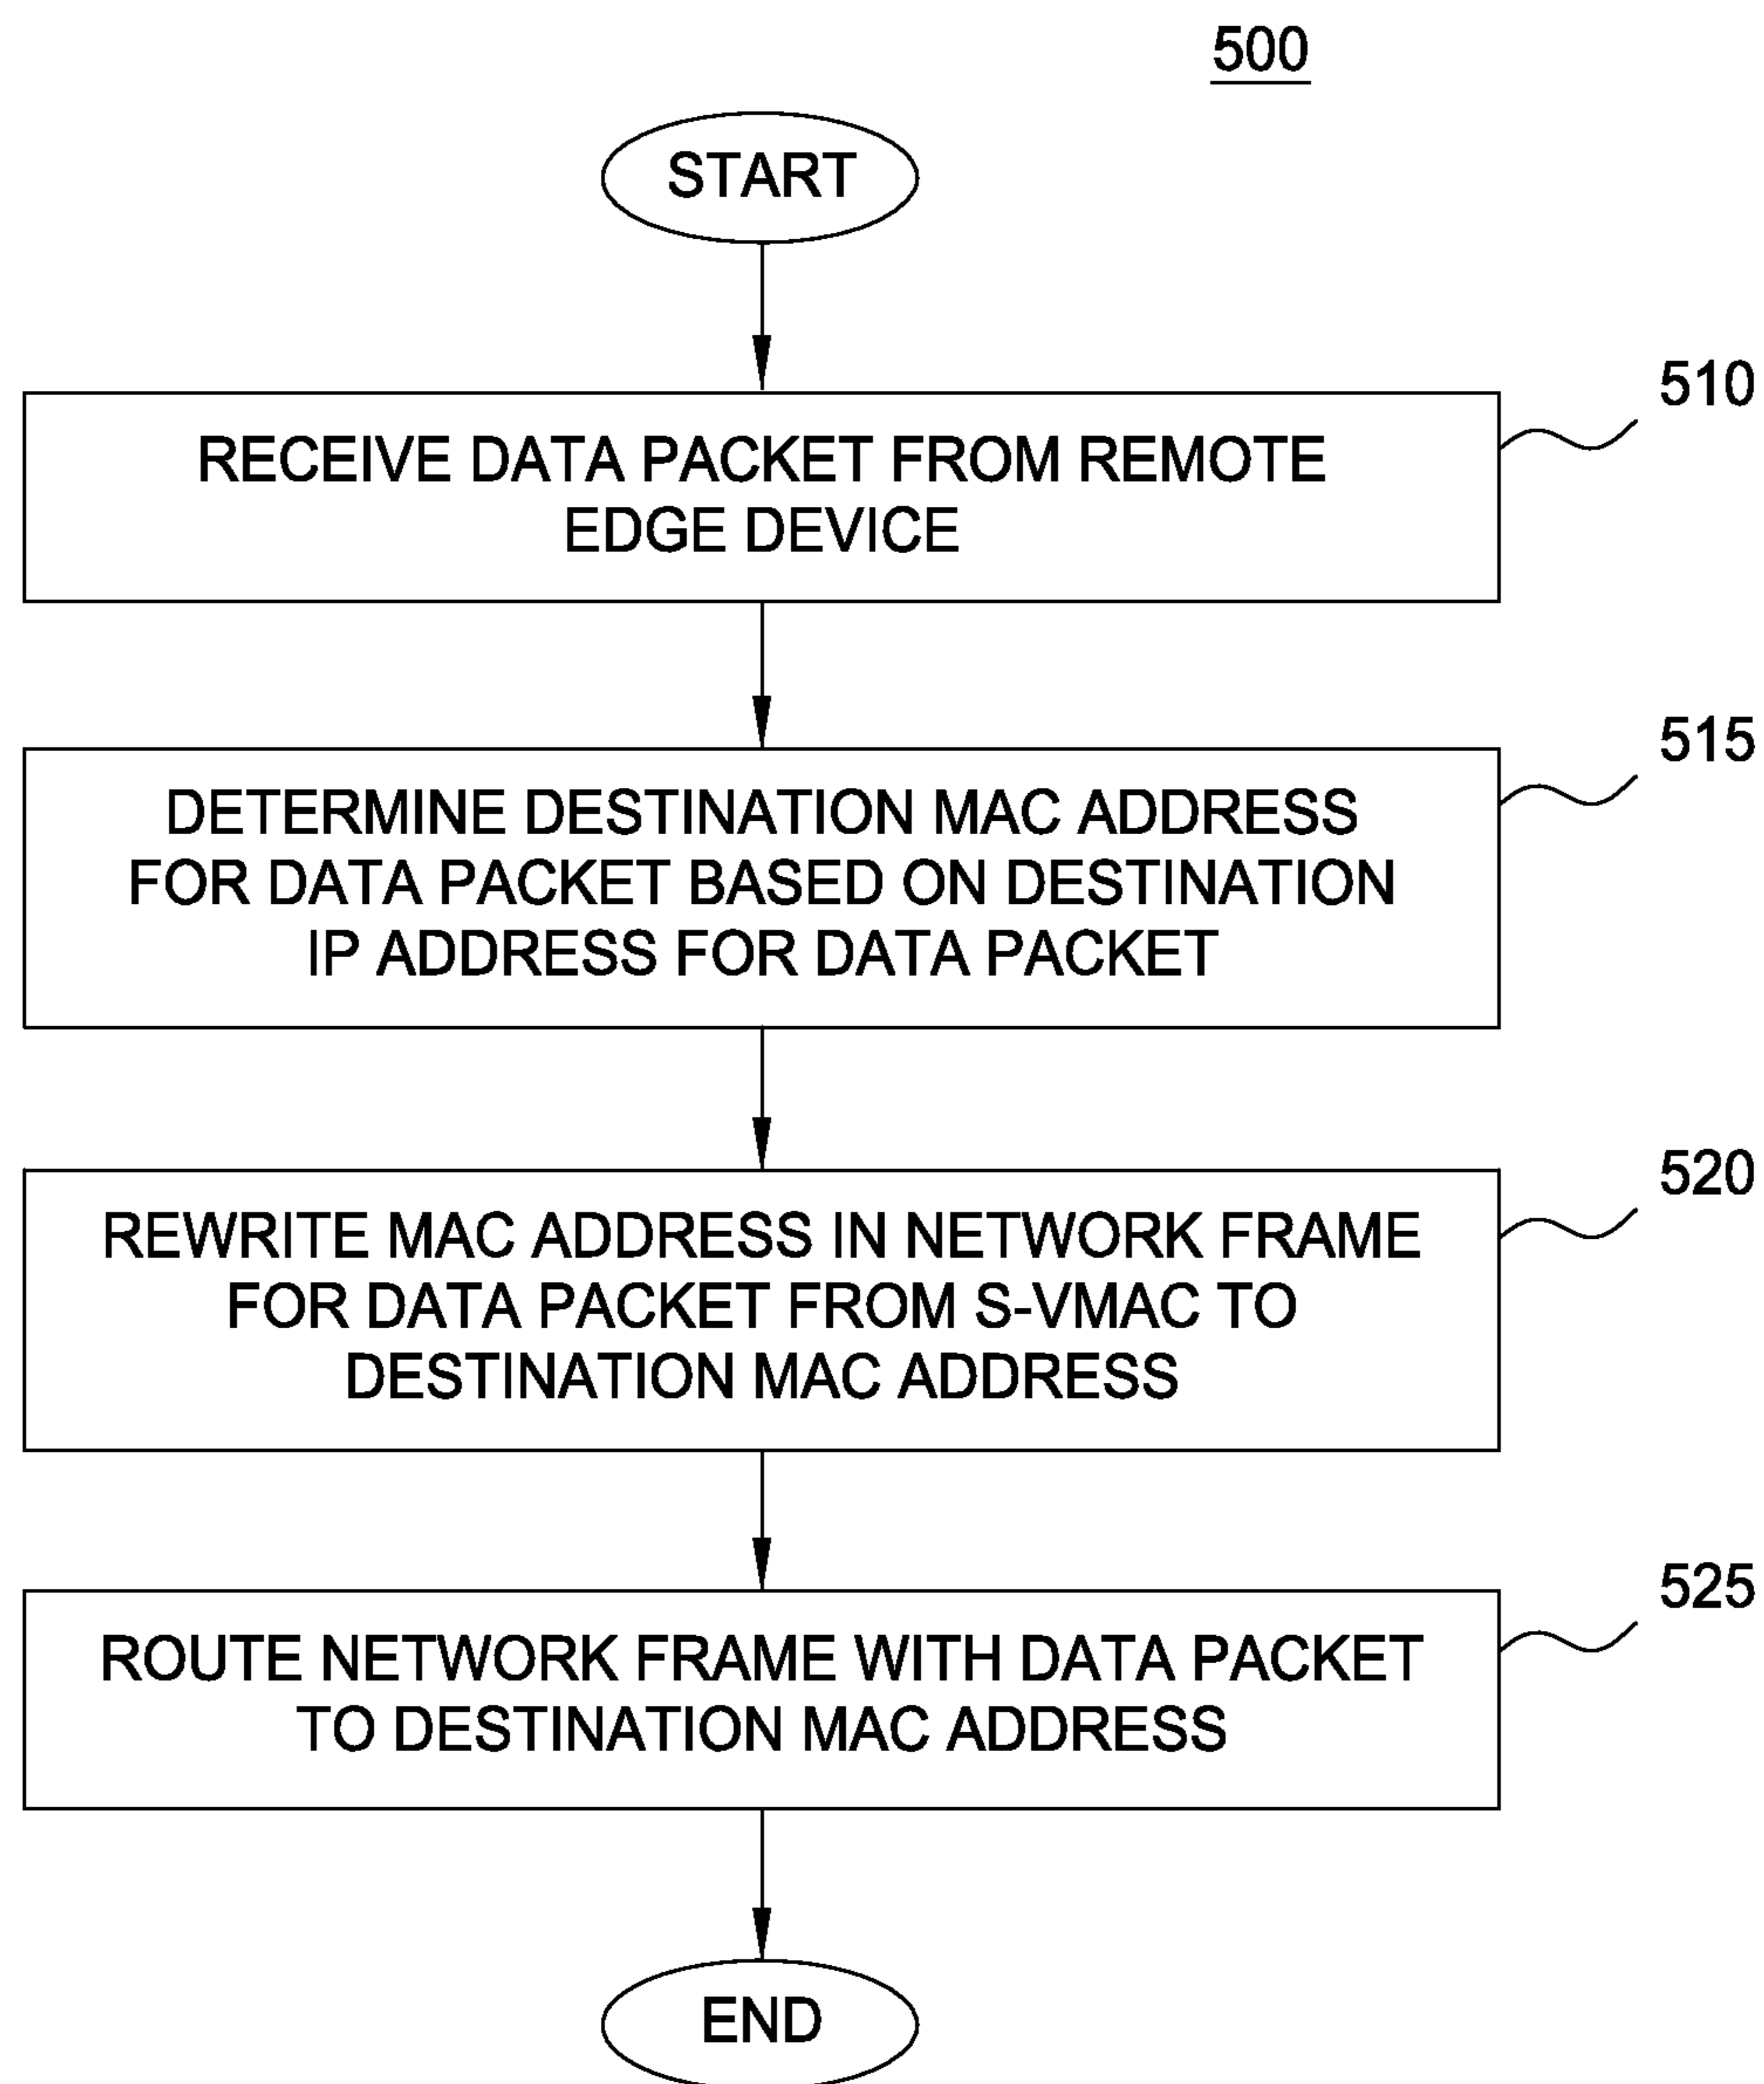 500
START
510
RECEIVE DATA PACKET FROM REMOTE
EDGE DEVICE
515
DETERMINE DESTINATION MAC ADDRESS
FOR DATA PACKET BASED ON DESTINATION
IP ADDRESS FOR DATA PACKET
520
REWRITE MAC ADDRESS IN NETWORK FRAME
FOR DATA PACKET FROM S-VMAC TO
DESTINATION MAC ADDRESS
525
ROUTE NETWORK FRAME WITH DATA PACKET
TO DESTINATION MAC ADDRESS
END